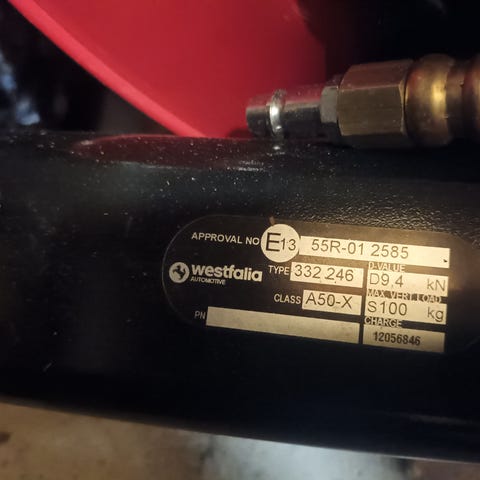 APPROVAL NO E13 55R-01 2585
westfalia
AUTOMOTIVE
TYPE 332 246
D-VALUE
D9,4 kN
CLASS A50-X
MAX. VERT. LOAD
S100 kg
PN
CHARGE
12056846